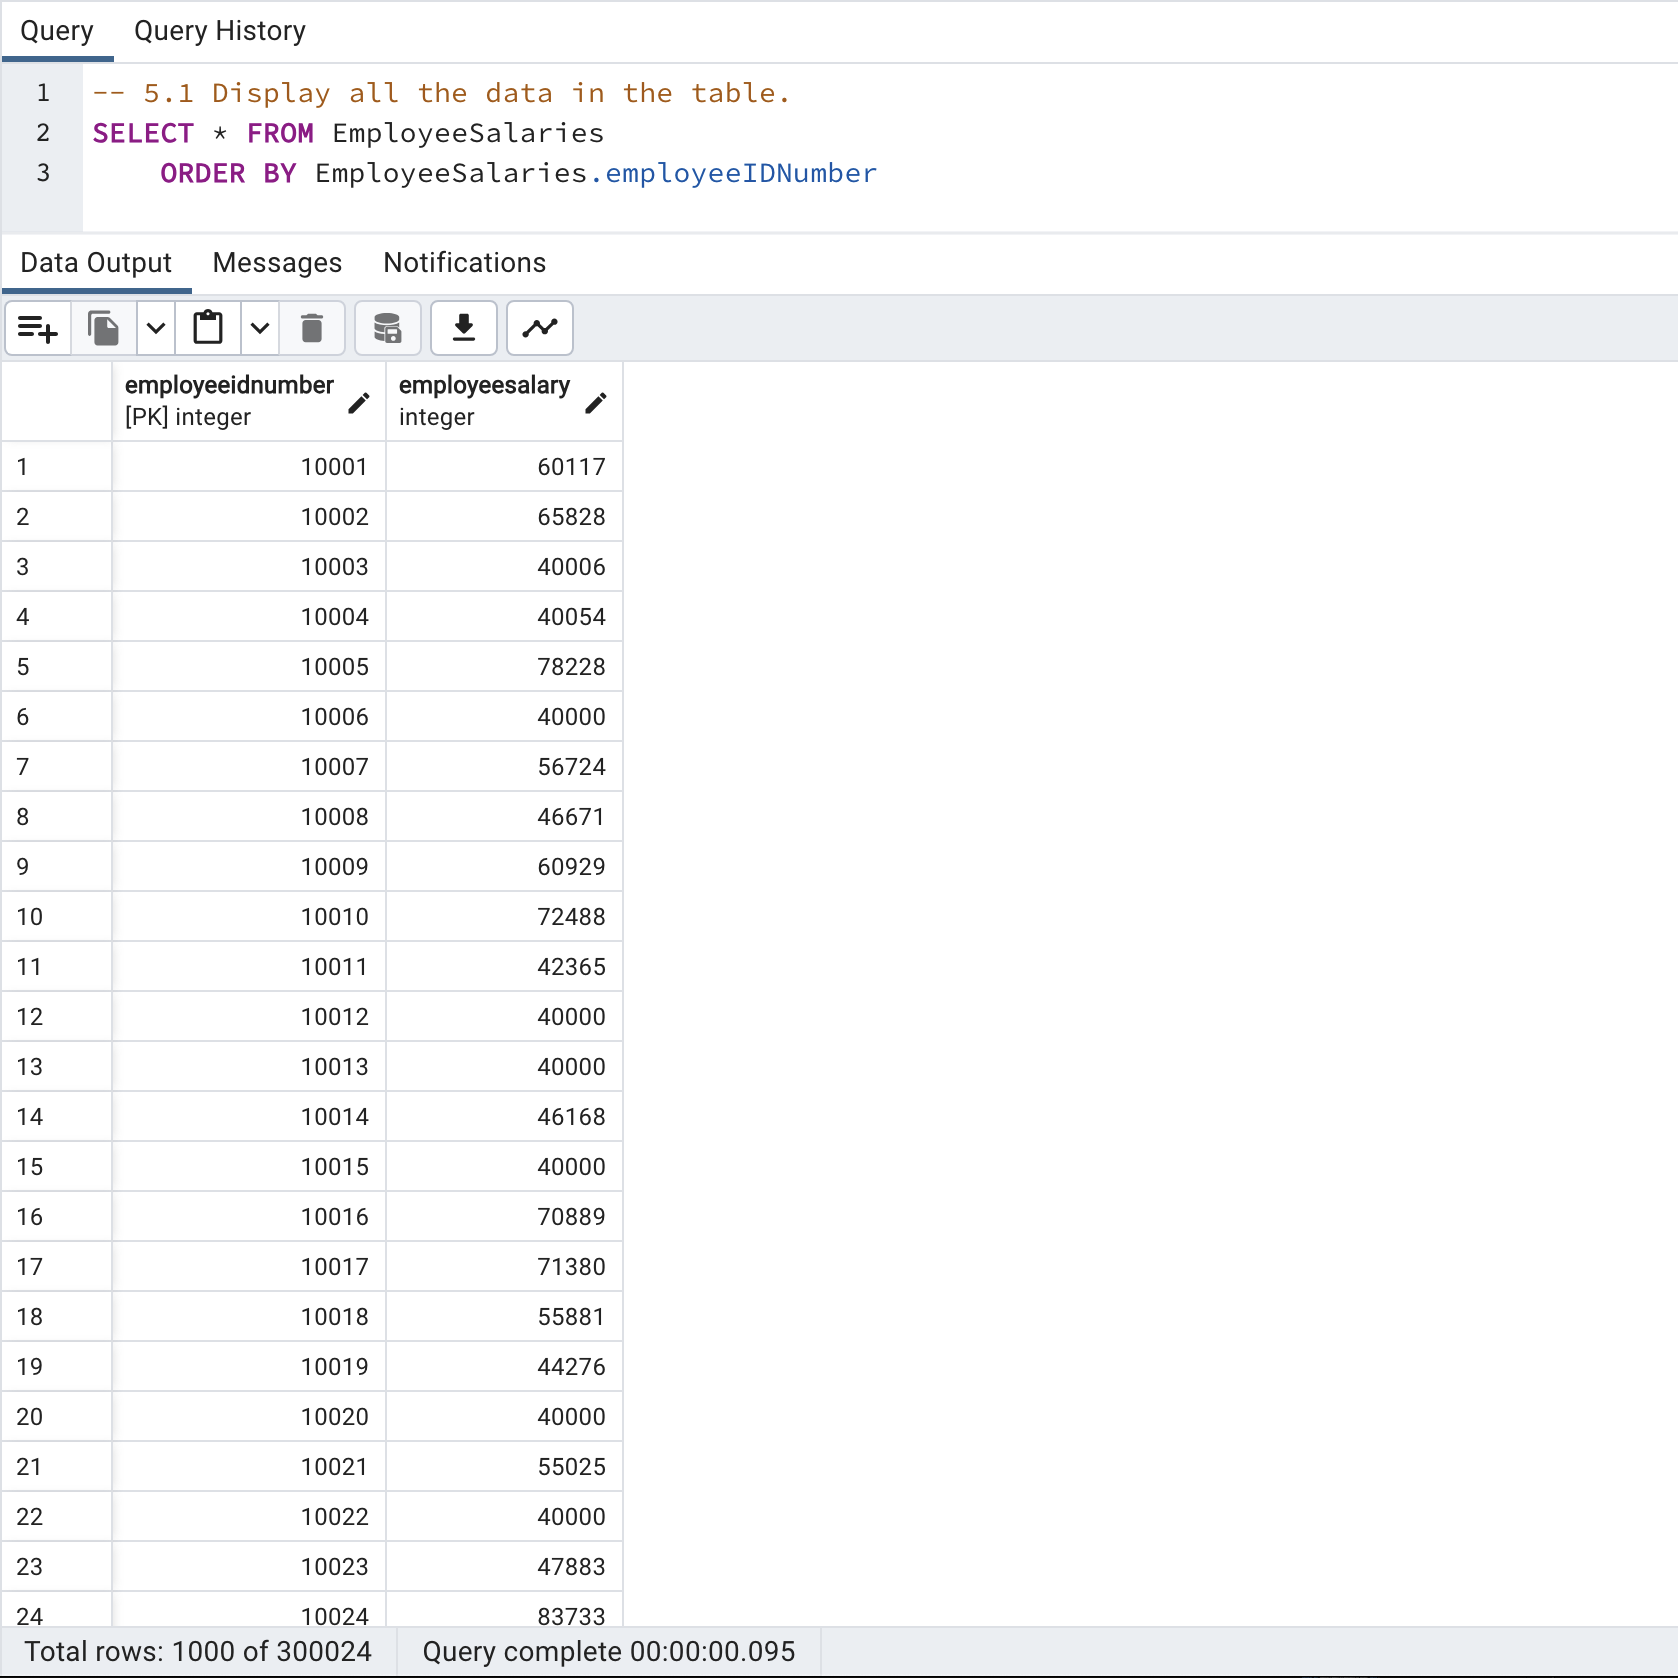 Query Query History
1 -- 5.1 Display all the data in the table.
2 SELECT * FROM EmployeeSalaries
3 ORDER BY EmployeeSalaries.employeeIDNumber
Data Output Messages Notifications
employeeidnumber employeesalary
[PK] integer integer
1 10001 60117
2 10002 65828
3 10003 40006
4 10004 40054
5 10005 78228
6 10006 40000
7 10007 56724
8 10008 46671
9 10009 60929
10 10010 72488
11 10011 42365
12 10012 40000
13 10013 40000
14 10014 46168
15 10015 40000
16 10016 70889
17 10017 71380
18 10018 55881
19 10019 44276
20 10020 40000
21 10021 55025
22 10022 40000
23 10023 47883
24 10024 83733
Total rows: 1000 of 300024 Query complete 00:00:00.095